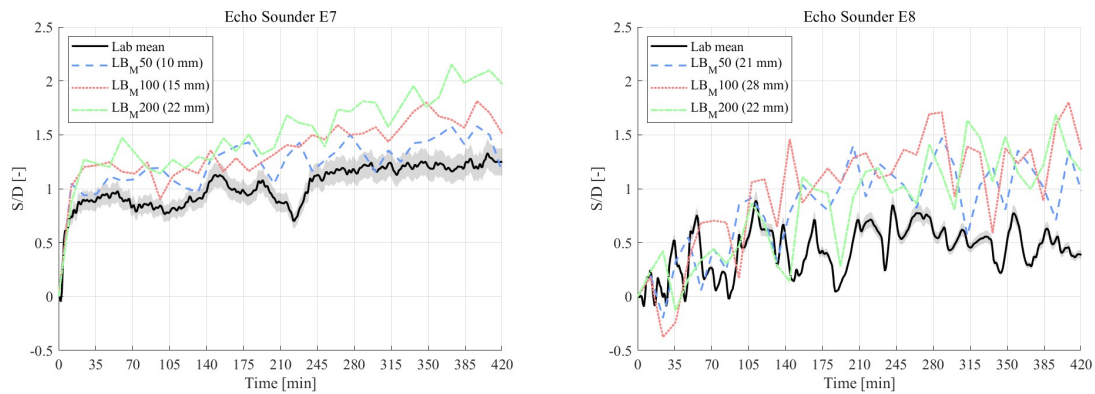 Echo Sounder E7
2.5
2
1.5
1
0.5
0
-0.5
S/D [-]
Lab mean
LB_M50 (10 mm)
LB_M100 (15 mm)
LB_M200 (22 mm)
0 35 70 105 140 175 210 245 280 315 350 385 420
Time [min]
Echo Sounder E8
2.5
2
1.5
1
0.5
0
-0.5
S/D [-]
Lab mean
LB_M50 (21 mm)
LB_M100 (28 mm)
LB_M200 (22 mm)
0 35 70 105 140 175 210 245 280 315 350 385 420
Time [min]